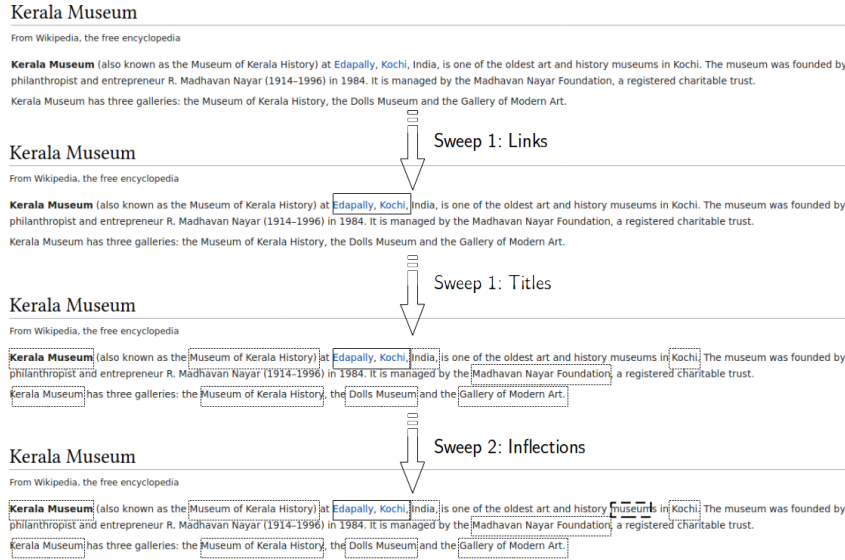 Kerala Museum
From Wikipedia, the free encyclopedia
Kerala Museum (also known as the Museum of Kerala History) at Edapally, Kochi, India, is one of the oldest art and history museums in Kochi. The museum was founded by
philanthropist and entrepreneur R. Madhavan Nayar (1914–1996) in 1984. It is managed by the Madhavan Nayar Foundation, a registered charitable trust.
Kerala Museum has three galleries: the Museum of Kerala History, the Dolls Museum and the Gallery of Modern Art.
Sweep 1: Links
Kerala Museum
From Wikipedia, the free encyclopedia
Kerala Museum (also known as the Museum of Kerala History) at Edapally, Kochi, India, is one of the oldest art and history museums in Kochi. The museum was founded by
philanthropist and entrepreneur R. Madhavan Nayar (1914–1996) in 1984. It is managed by the Madhavan Nayar Foundation, a registered charitable trust.
Kerala Museum has three galleries: the Museum of Kerala History, the Dolls Museum and the Gallery of Modern Art.
Sweep 1: Titles
Kerala Museum
From Wikipedia, the free encyclopedia
Kerala Museum (also known as the Museum of Kerala History) at Edapally, Kochi, India, is one of the oldest art and history museums in Kochi. The museum was founded by
philanthropist and entrepreneur R. Madhavan Nayar (1914–1996) in 1984. It is managed by the Madhavan Nayar Foundation, a registered charitable trust.
Kerala Museum has three galleries: the Museum of Kerala History, the Dolls Museum and the Gallery of Modern Art.
Sweep 2: Inflections
Kerala Museum
From Wikipedia, the free encyclopedia
Kerala Museum (also known as the Museum of Kerala History) at Edapally, Kochi, India, is one of the oldest art and history museums in Kochi. The museum was founded by
philanthropist and entrepreneur R. Madhavan Nayar (1914–1996) in 1984. It is managed by the Madhavan Nayar Foundation, a registered charitable trust.
Kerala Museum has three galleries: the Museum of Kerala History, the Dolls Museum and the Gallery of Modern Art.